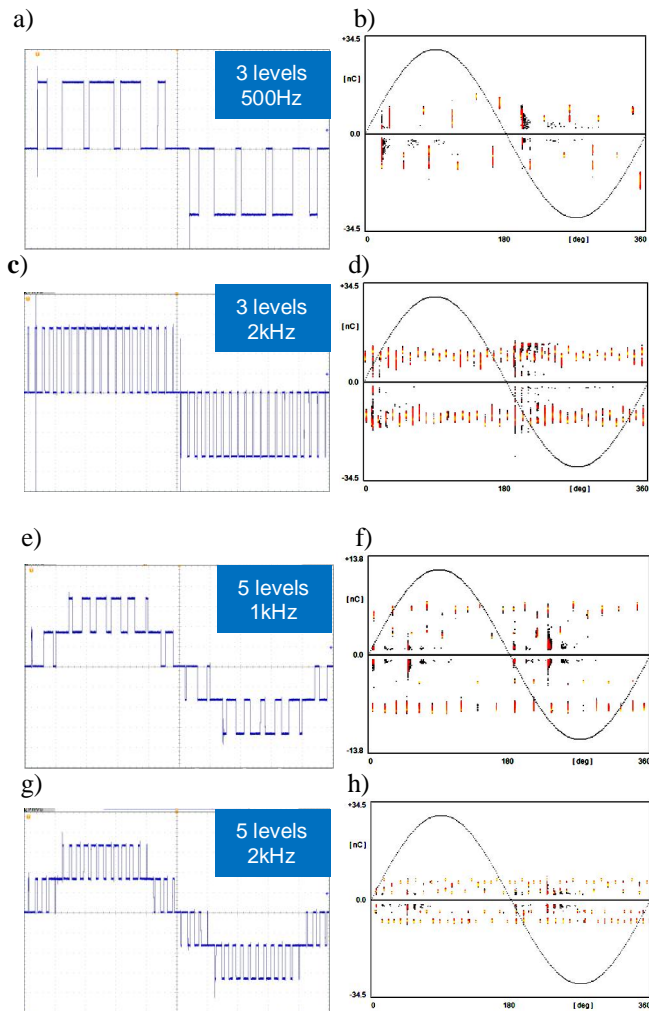 a)
3 levels
500Hz
b)
+34.5
[ nC ]
0.0
-34.5
0
180
[ deg ]
360
c)
3 levels
2kHz
d)
+34.5
[ nC ]
0.0
-34.5
0
180
[ deg ]
360
e)
5 levels
1kHz
f)
+13.8
[ nC ]
0.0
-13.8
0
180
[ deg ]
360
g)
5 levels
2kHz
h)
+34.5
[ nC ]
0.0
-34.5
0
180
[ deg ]
360